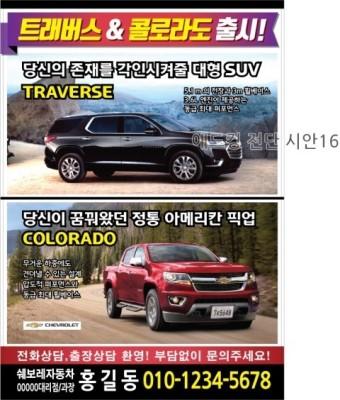 트래버스 & 콜로라도 출시!
당신의 존재를 각인시켜줄 대형 SUV
TRAVERSE
5.1 m의 전장과 3m 휠베이스
3.6L 엔진이 제공하는
동급 최대 퍼포먼스
애드킹 전단 시안16
당신이 꿈꿔왔던 정통 아메리칸 픽업
COLORADO
무거운 하중에도
견뎌낼 수 있는 설계
압도적 퍼포먼스와
동급 최대 휠베이스
CHEVROLET
전화상담,출장상담 환영! 부담없이 문의주세요!
쉐보레자동차
00000대리점/과장
홍길동 010-1234-5678